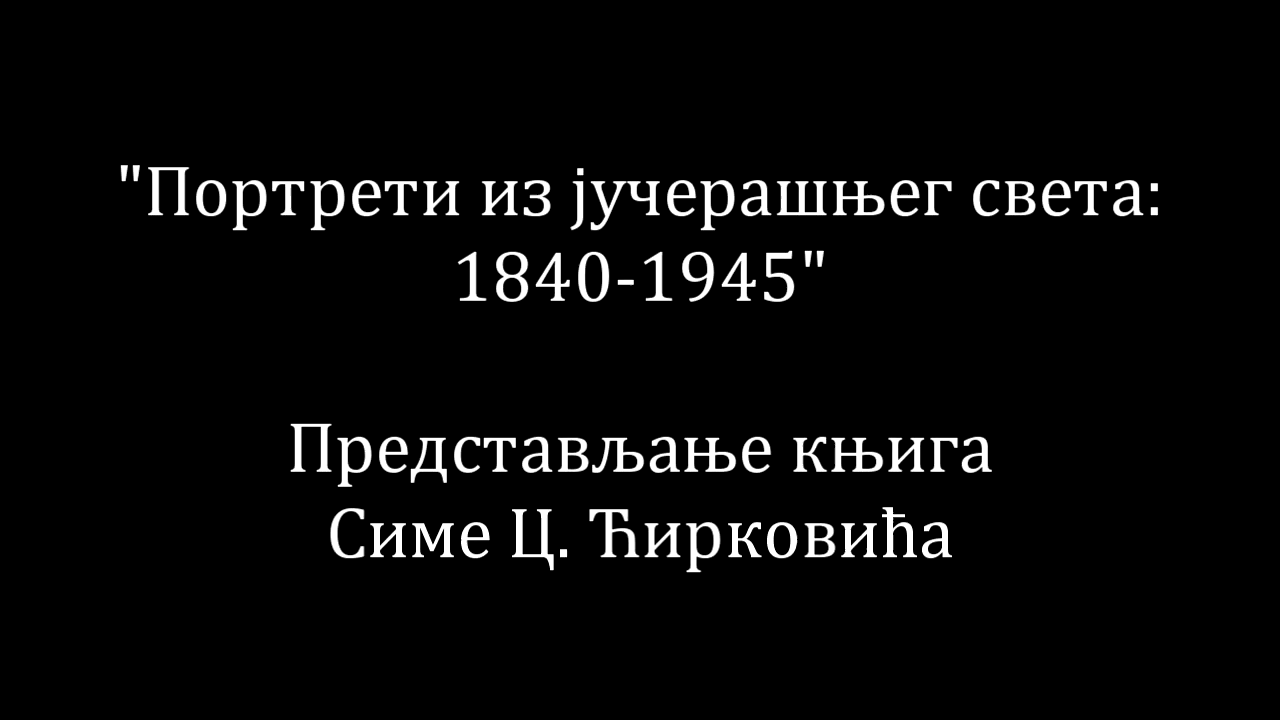 "Портрети из јучерашњег света:
1840-1945"
Представљање књига
Симе Ц. Ћирковића